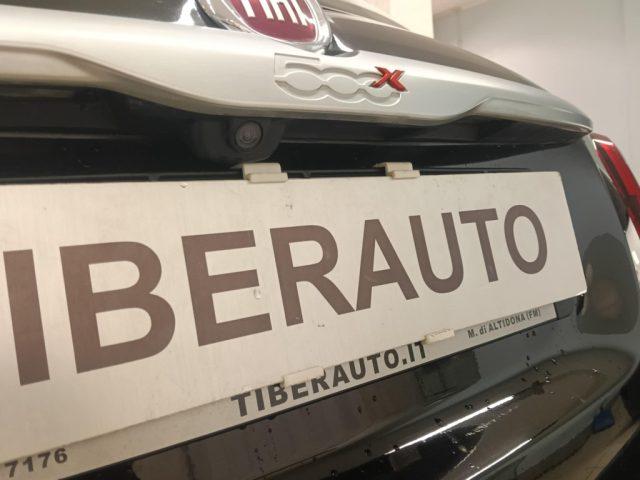 FIAT
500X
TIBERAUTO
M. di ALTIDONA (FM)
TIBERAUTO.IT
7176